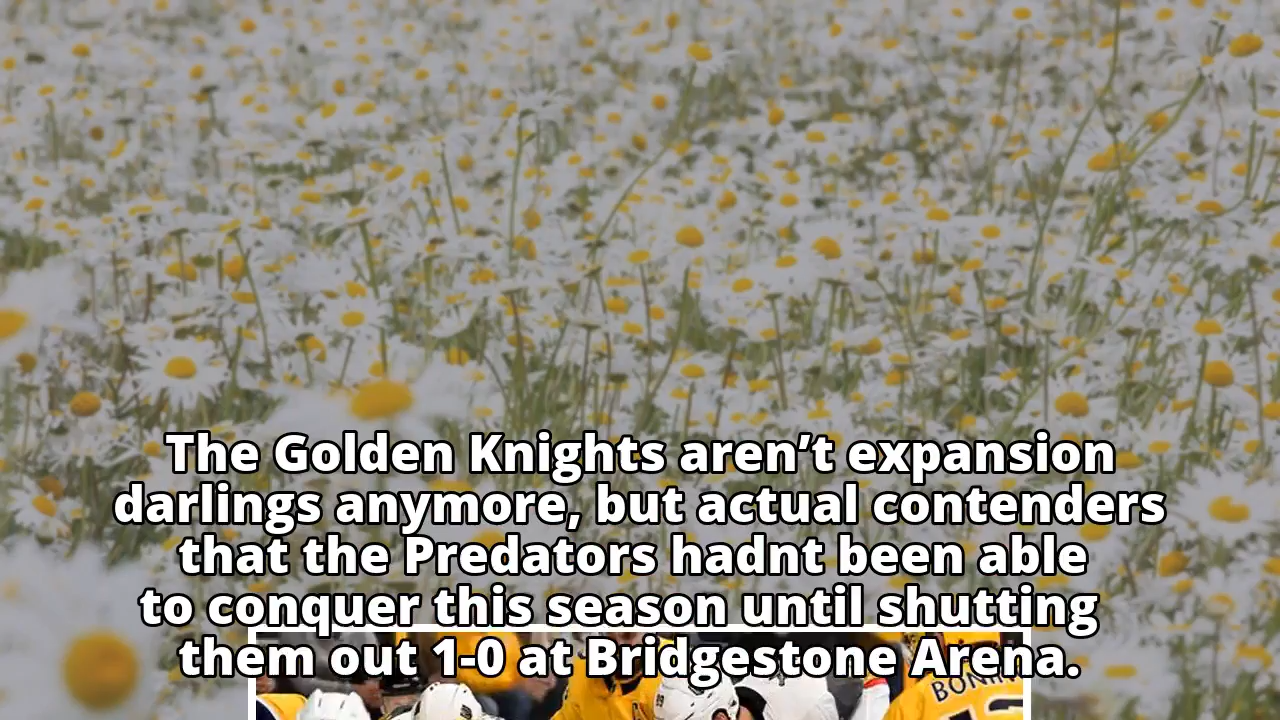 The Golden Knights aren’t expansion
darlings anymore, but actual contenders
that the Predators hadnt been able
to conquer this season until shutting
them out 1-0 at Bridgestone Arena.